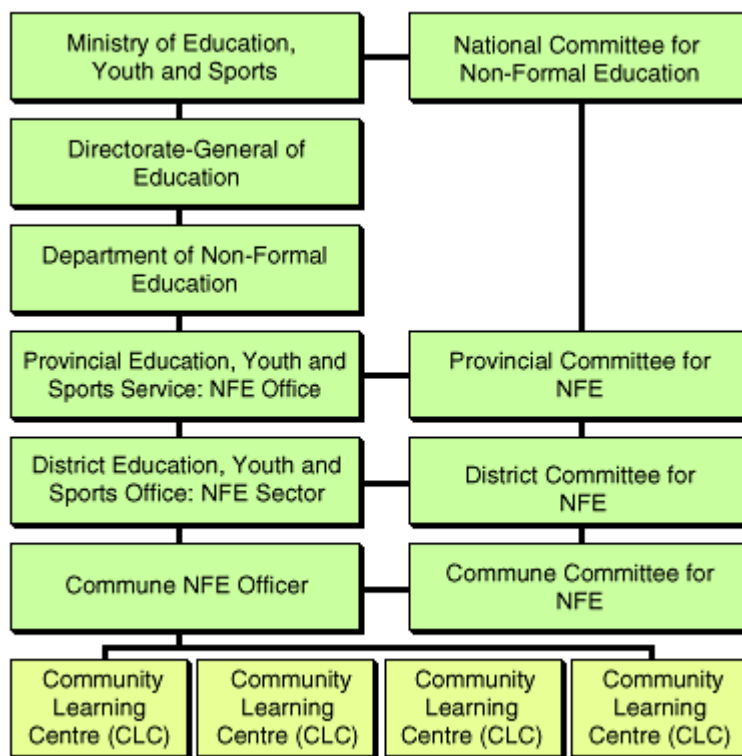 Ministry of Education,
Youth and Sports
National Committee for
Non-Formal Education
Directorate-General of
Education
Department of Non-Formal
Education
Provincial Education, Youth and
Sports Service: NFE Office
Provincial Committee for
NFE
District Education, Youth and
Sports Office: NFE Sector
District Committee for
NFE
Commune NFE Officer
Commune Committee for
NFE
Community
Learning
Centre (CLC)
Community
Learning
Centre (CLC)
Community
Learning
Centre (CLC)
Community
Learning
Centre (CLC)